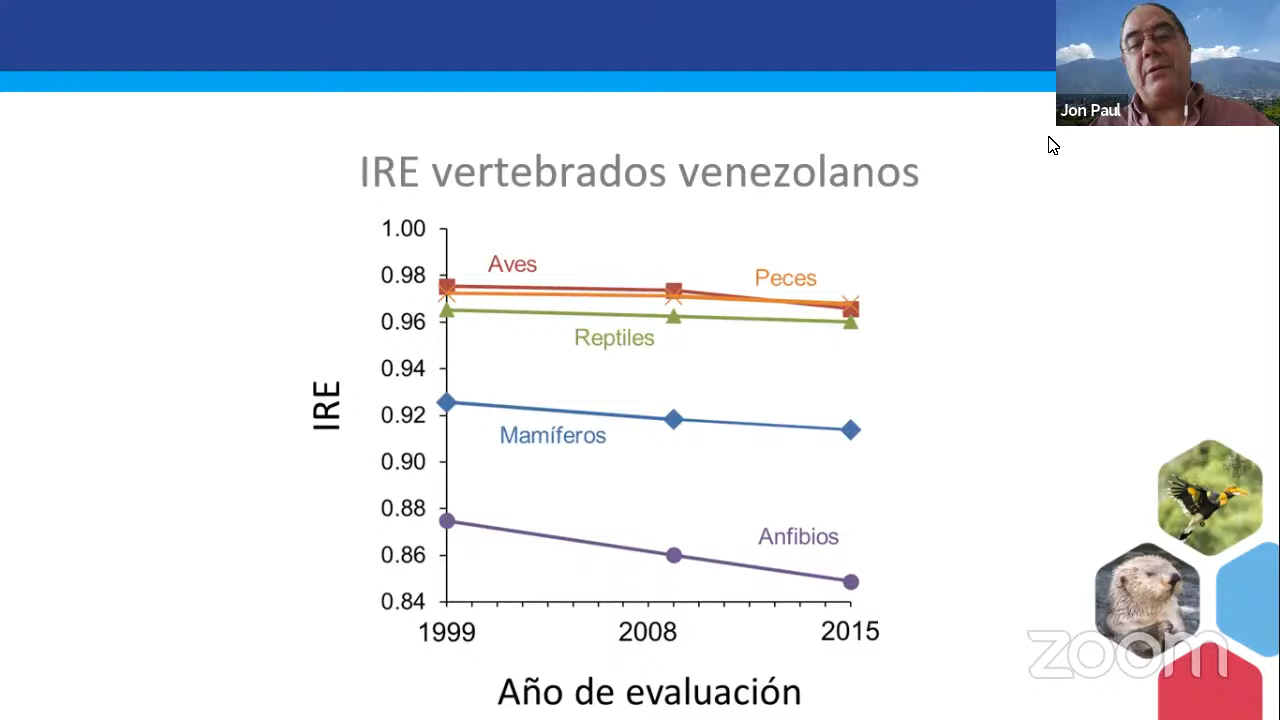 Jon Paul
IRE vertebrados venezolanos
1.00
0.98
0.96
0.94
0.92
0.90
0.88
0.86
0.84
IRE
Aves
Peces
Reptiles
Mamíferos
Anfibios
1999
2008
2015
Año de evaluación
zoom